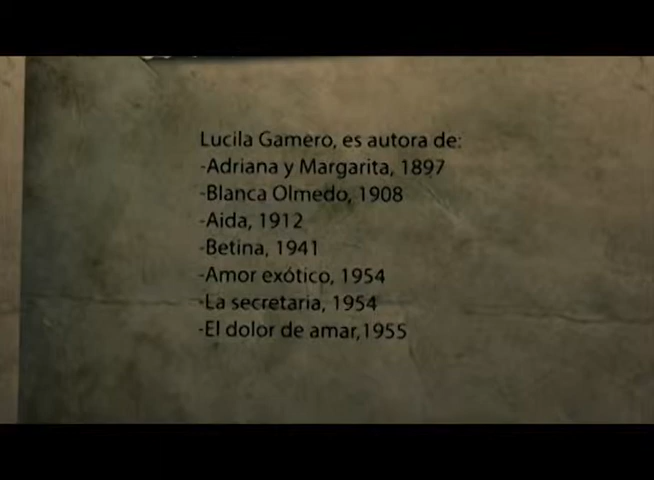 Lucila Gamero, es autora de:
-Adriana y Margarita, 1897
-Blanca Olmedo, 1908
-Aida, 1912
-Betina, 1941
-Amor exótico, 1954
-La secretaria, 1954
-El dolor de amar,1955